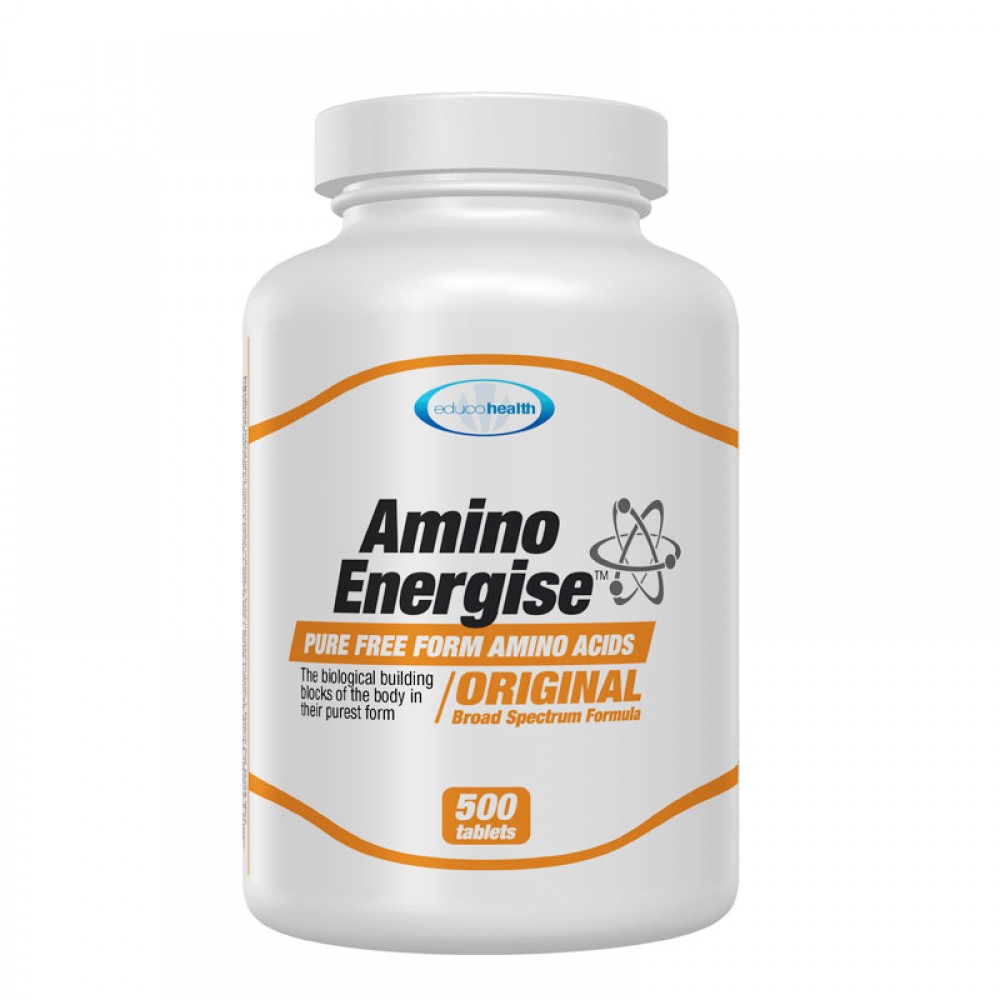 educohealth
Amino
Energise™
PURE FREE FORM AMINO ACIDS
The biological building
blocks of the body in
their purest form
/ORIGINAL
Broad Spectrum Formula
500
tablets